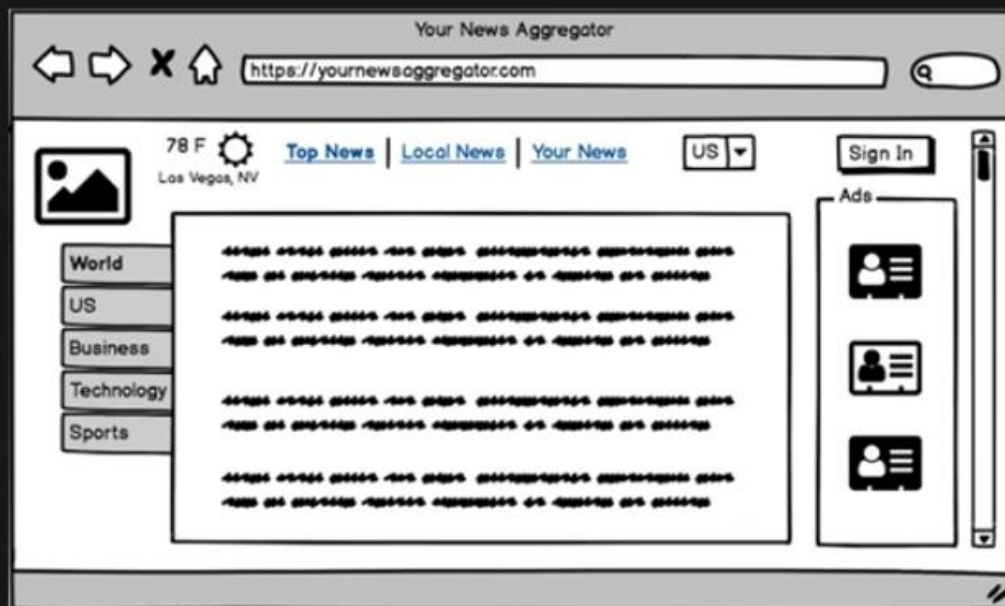 Your News Aggregator
https://yournewsaggregator.com
78 F
Las Vegas, NV
Top News | Local News | Your News
US
Sign In
Ads
World
US
Business
Technology
Sports